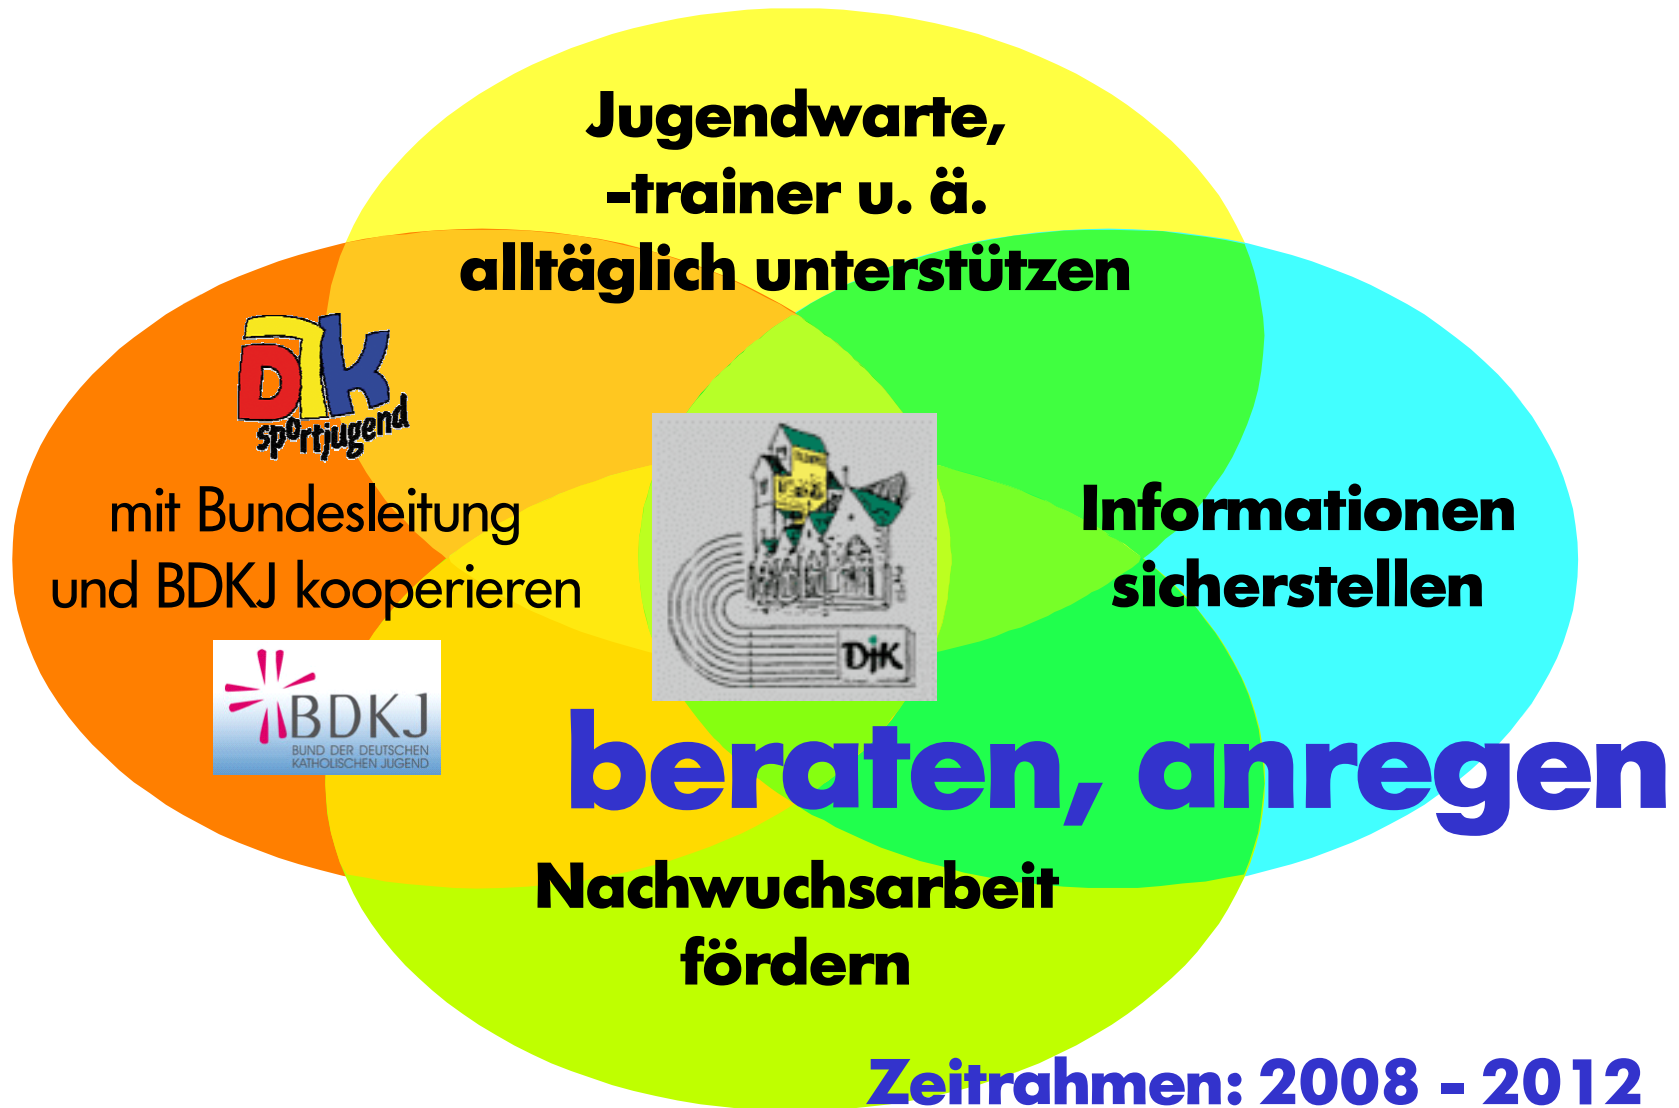 Jugendwarte,
-trainer u. ä.
alltäglich unterstützen
DJK
sportjugend
mit Bundesleitung
und BDKJ kooperieren
BDKJ
BUND DER DEUTSCHEN
KATHOLISCHEN JUGEND
DJK
Informationen
sicherstellen
beraten, anregen
Nachwuchsarbeit
fördern
Zeitrahmen: 2008 - 2012